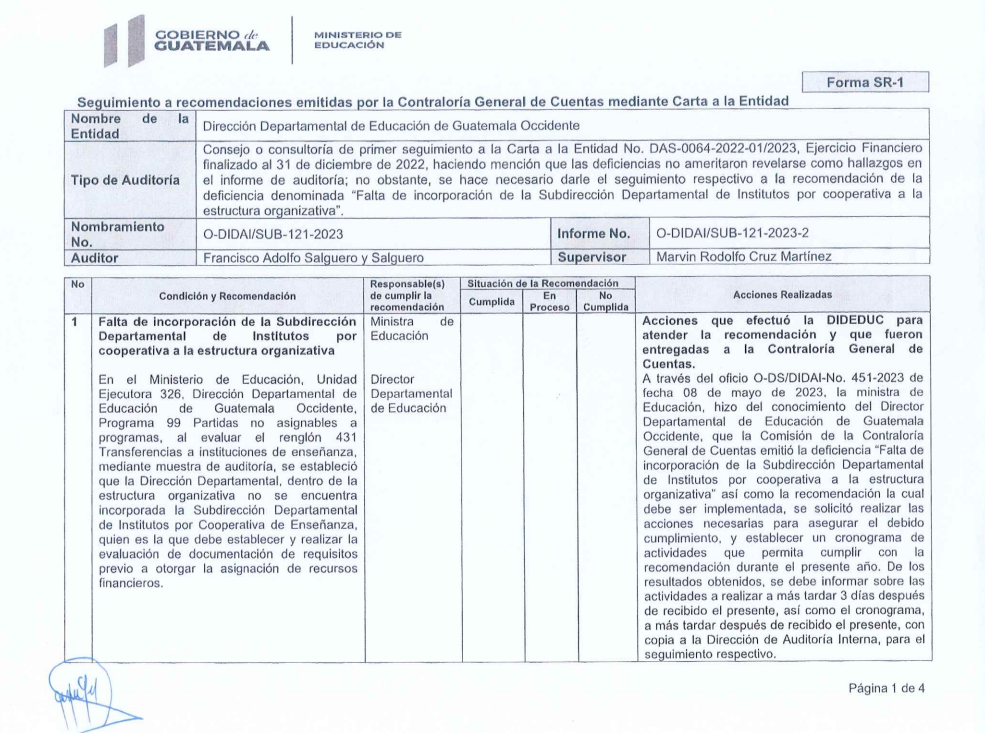 GOBIERNO de
GUATEMALA
MINISTERIO DE
EDUCACIÓN
Forma SR-1
Seguimiento a recomendaciones emitidas por la Contraloría General de Cuentas mediante Carta a la Entidad
Nombre de la
Entidad
Dirección Departamental de Educación de Guatemala Occidente
Tipo de Auditoría
Consejo o consultoría de primer seguimiento a la Carta a la Entidad No. DAS-0064-2022-01/2023, Ejercicio Financiero
finalizado al 31 de diciembre de 2022, haciendo mención que las deficiencias no ameritaron revelarse como hallazgos en
el informe de auditoría; no obstante, se hace necesario darle el seguimiento respectivo a la recomendación de la
deficiencia denominada “Falta de incorporación de la Subdirección Departamental de Institutos por cooperativa a la
estructura organizativa”.
Nombramiento
No.
O-DIDAI/SUB-121-2023
Informe No.
O-DIDAI/SUB-121-2023-2
Auditor
Francisco Adolfo Salguero y Salguero
Supervisor
Marvin Rodolfo Cruz Martínez
No
Condición y Recomendación
Responsable(s)
de cumplir la
recomendación
Situación de la Recomendación
Cumplida
En
Proceso
No
Cumplida
Acciones Realizadas
1
Falta de incorporación de la Subdirección
Departamental de Institutos por
cooperativa a la estructura organizativa
En el Ministerio de Educación, Unidad
Ejecutora 326, Dirección Departamental de
Educación de Guatemala Occidente,
Programa 99 Partidas no asignables a
programas, al evaluar el renglón 431
Transferencias a instituciones de enseñanza,
mediante muestra de auditoría, se estableció
que la Dirección Departamental, dentro de la
estructura organizativa no se encuentra
incorporada la Subdirección Departamental
de Institutos por Cooperativa de Enseñanza,
quien es la que debe establecer y realizar la
evaluación de documentación de requisitos
previo a otorgar la asignación de recursos
financieros.
Ministra de
Educación
Director
Departamental
de Educación
Acciones que efectuó la DIDEDUC para
atender la recomendación y que fueron
entregadas a la Contraloría General de
Cuentas.
A través del oficio O-DS/DIDAI-No. 451-2023 de
fecha 08 de mayo de 2023, la ministra de
Educación, hizo del conocimiento del Director
Departamental de Educación de Guatemala
Occidente, que la Comisión de la Contraloría
General de Cuentas emitió la deficiencia “Falta de
incorporación de la Subdirección Departamental
de Institutos por cooperativa a la estructura
organizativa” así como la recomendación la cual
debe ser implementada, se solicitó realizar las
acciones necesarias para asegurar el debido
cumplimiento, y establecer un cronograma de
actividades que permita cumplir con la
recomendación durante el presente año. De los
resultados obtenidos, se debe informar sobre las
actividades a realizar a más tardar 3 días después
de recibido el presente, así como el cronograma,
a más tardar después de recibido el presente, con
copia a la Dirección de Auditoría Interna, para el
seguimiento respectivo.
Página 1 de 4